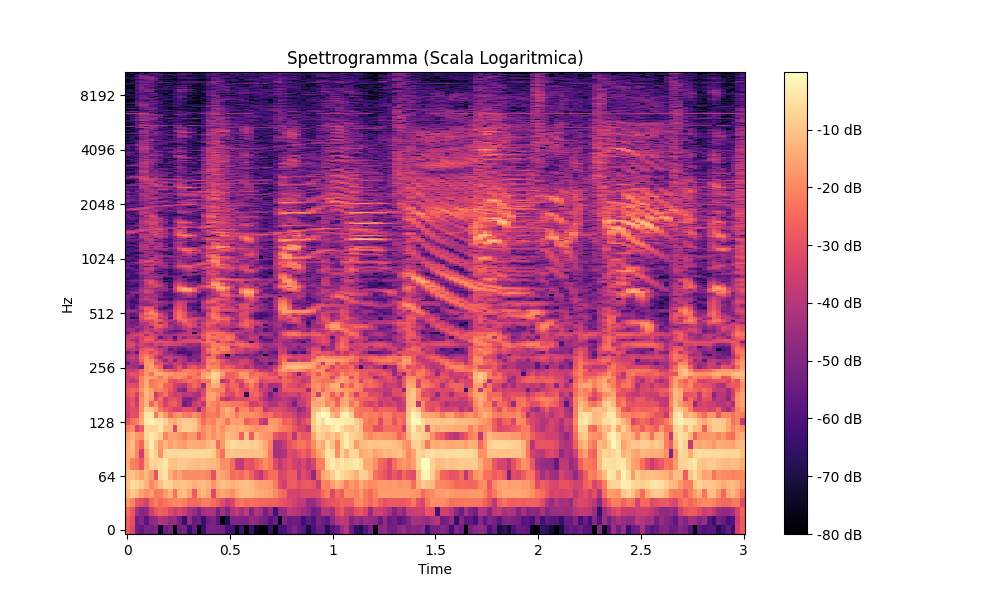 Spettrogramma (Scala Logaritmica)
8192
4096
2048
1024
512
256
128
64
0
Hz
0
0.5
1
1.5
2
2.5
3
Time
-10 dB
-20 dB
-30 dB
-40 dB
-50 dB
-60 dB
-70 dB
-80 dB